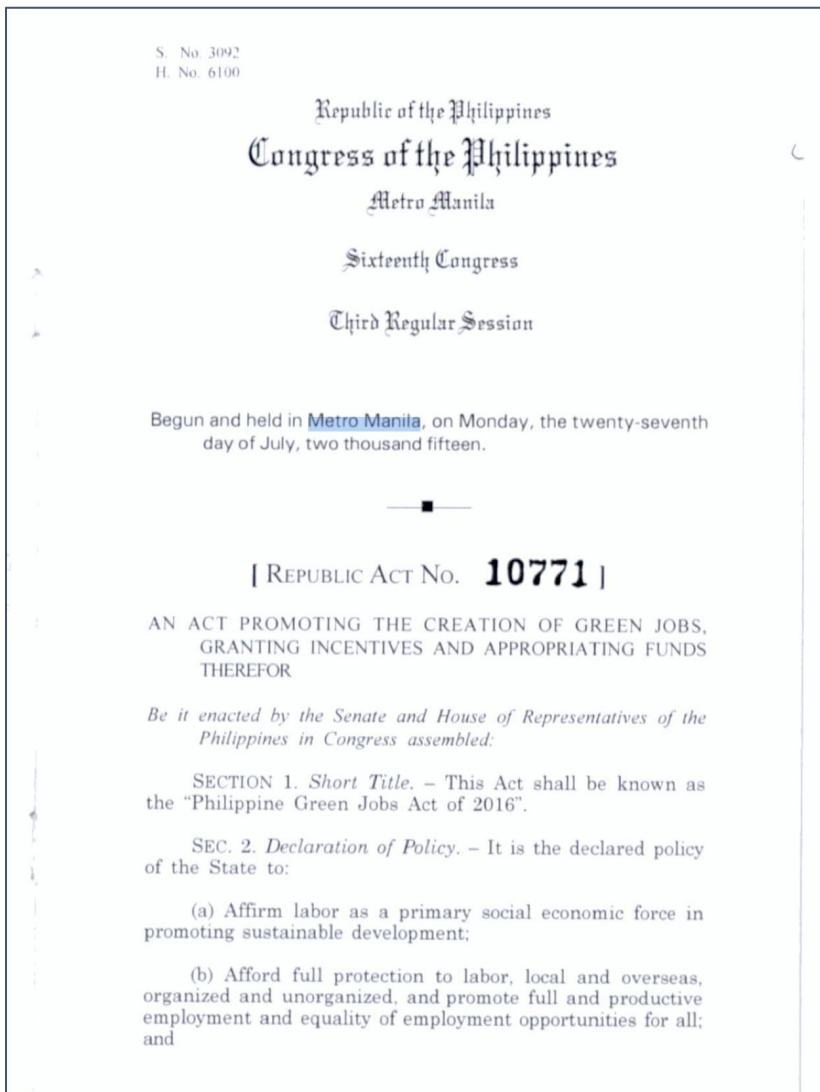 S. No. 3092
H. No. 6100
Republic of the Philippines
Congress of the Philippines
Metro Manila
Sixteenth Congress
Third Regular Session
Begun and held in Metro Manila, on Monday, the twenty-seventh
day of July, two thousand fifteen.
[ REPUBLIC ACT NO. 10771 ]
AN ACT PROMOTING THE CREATION OF GREEN JOBS,
GRANTING INCENTIVES AND APPROPRIATING FUNDS
THEREFOR
Be it enacted by the Senate and House of Representatives of the
Philippines in Congress assembled:
SECTION 1. Short Title. – This Act shall be known as
the “Philippine Green Jobs Act of 2016”.
SEC. 2. Declaration of Policy. – It is the declared policy
of the State to:
(a) Affirm labor as a primary social economic force in
promoting sustainable development;
(b) Afford full protection to labor, local and overseas,
organized and unorganized, and promote full and productive
employment and equality of employment opportunities for all;
and